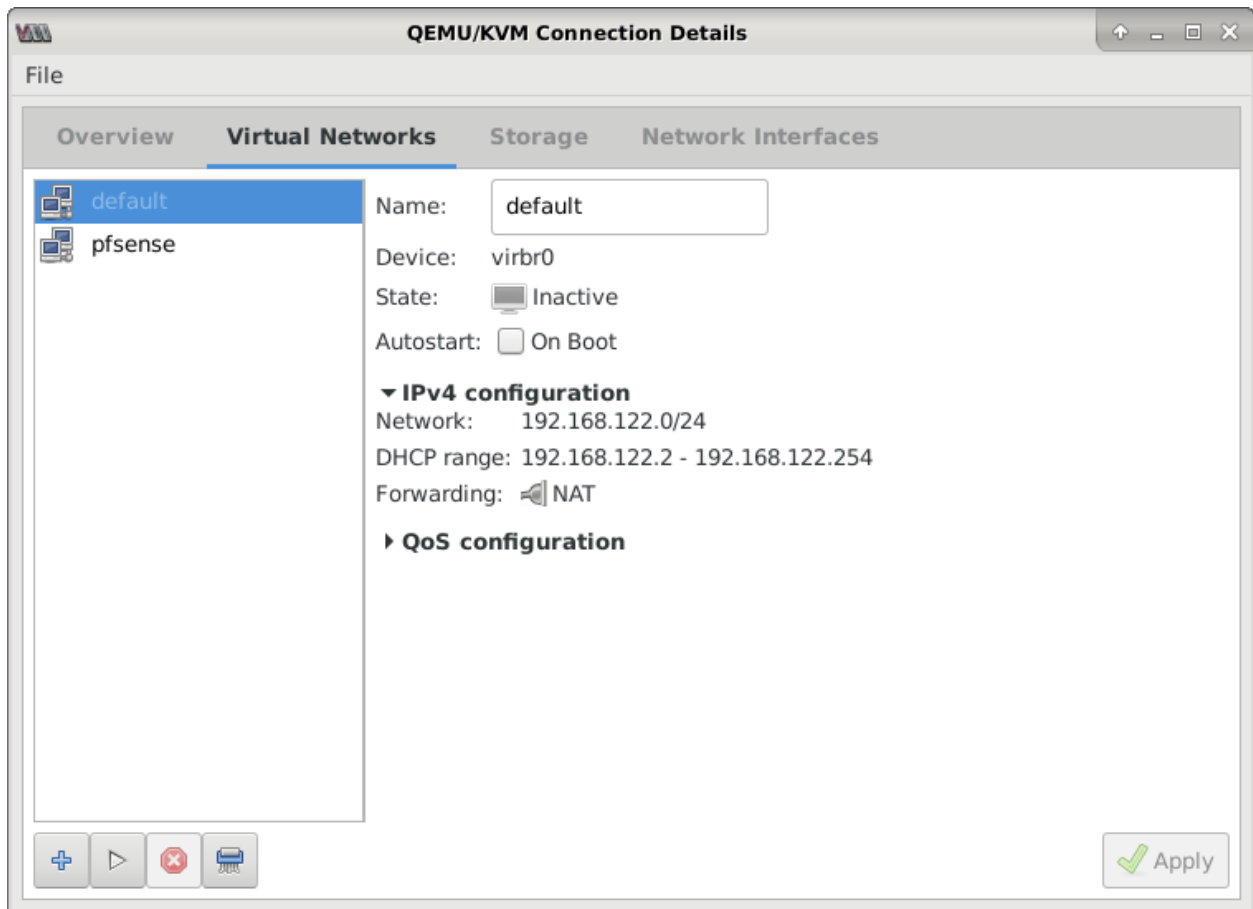 QEMU/KVM Connection Details
File
Overview Virtual Networks Storage Network Interfaces
default
pfsense
Name: default
Device: virbr0
State: Inactive
Autostart: On Boot
IPv4 configuration
Network: 192.168.122.0/24
DHCP range: 192.168.122.2 - 192.168.122.254
Forwarding: NAT
QoS configuration
Apply